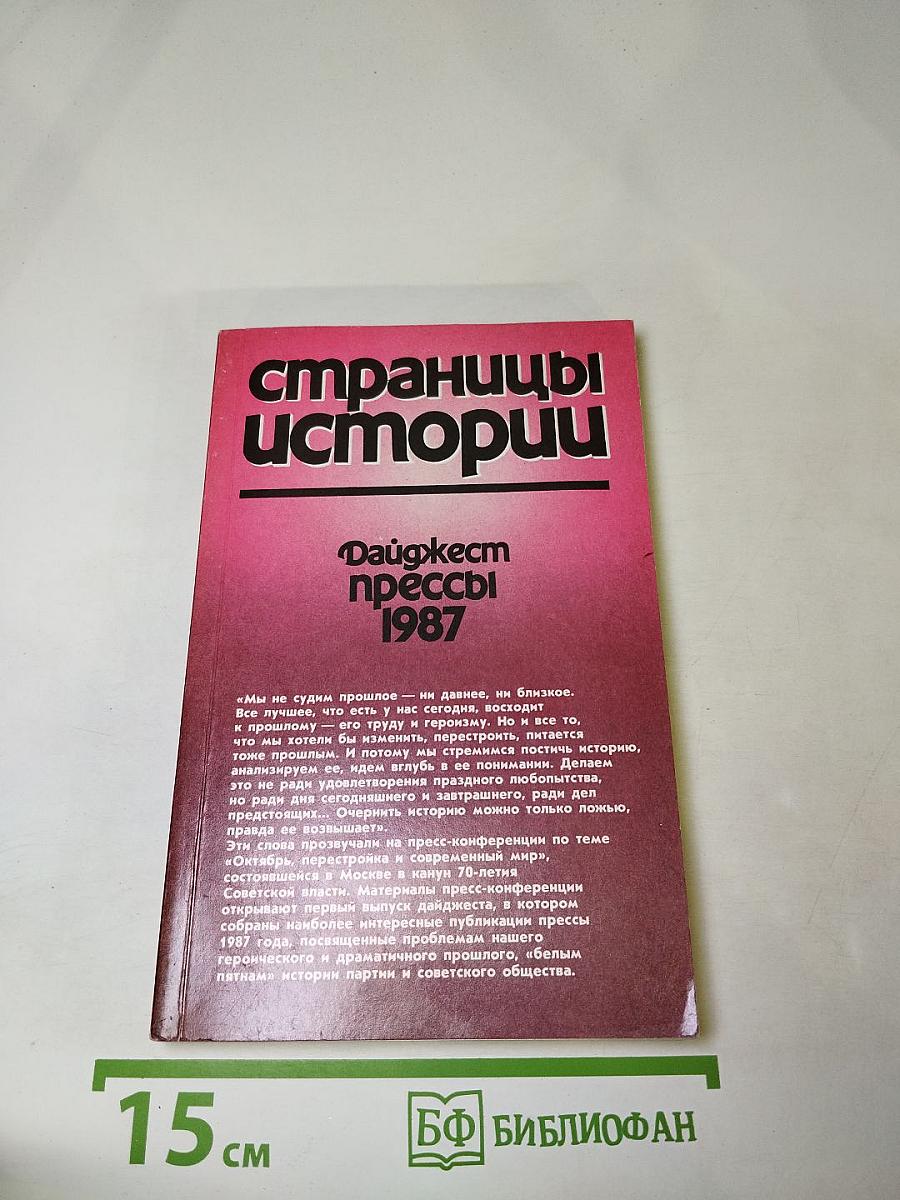 страницы
истории
Дайджест
прессы
1987
«Мы не судим прошлое — ни давнее, ни близкое.
Все лучшее, что есть у нас сегодня, восходит
к прошлому — его труду и героизму. Но и все то,
что мы хотели бы изменить, перестроить, питается
тоже прошлым. И потому мы стремимся постичь историю,
анализируем ее, идем вглубь в ее понимании. Делаем
это не ради удовлетворения праздного любопытства,
но ради дня сегодняшнего и завтрашнего, ради дел
предстоящих... Очернить историю можно только ложью,
правда ее возвышает».
Эти слова прозвучали на пресс-конференции по теме
«Октябрь, перестройка и современный мир»,
состоявшейся в Москве в канун 70-летия
Советской власти. Материалы пресс-конференции
открывают первый выпуск дайджеста, в котором
собраны наиболее интересные публикации прессы
1987 года, посвященные проблемам нашего
героического и драматичного прошлого, «белым
пятнам» истории партии и советского общества.
15 см
БФ БИБЛИОФАН